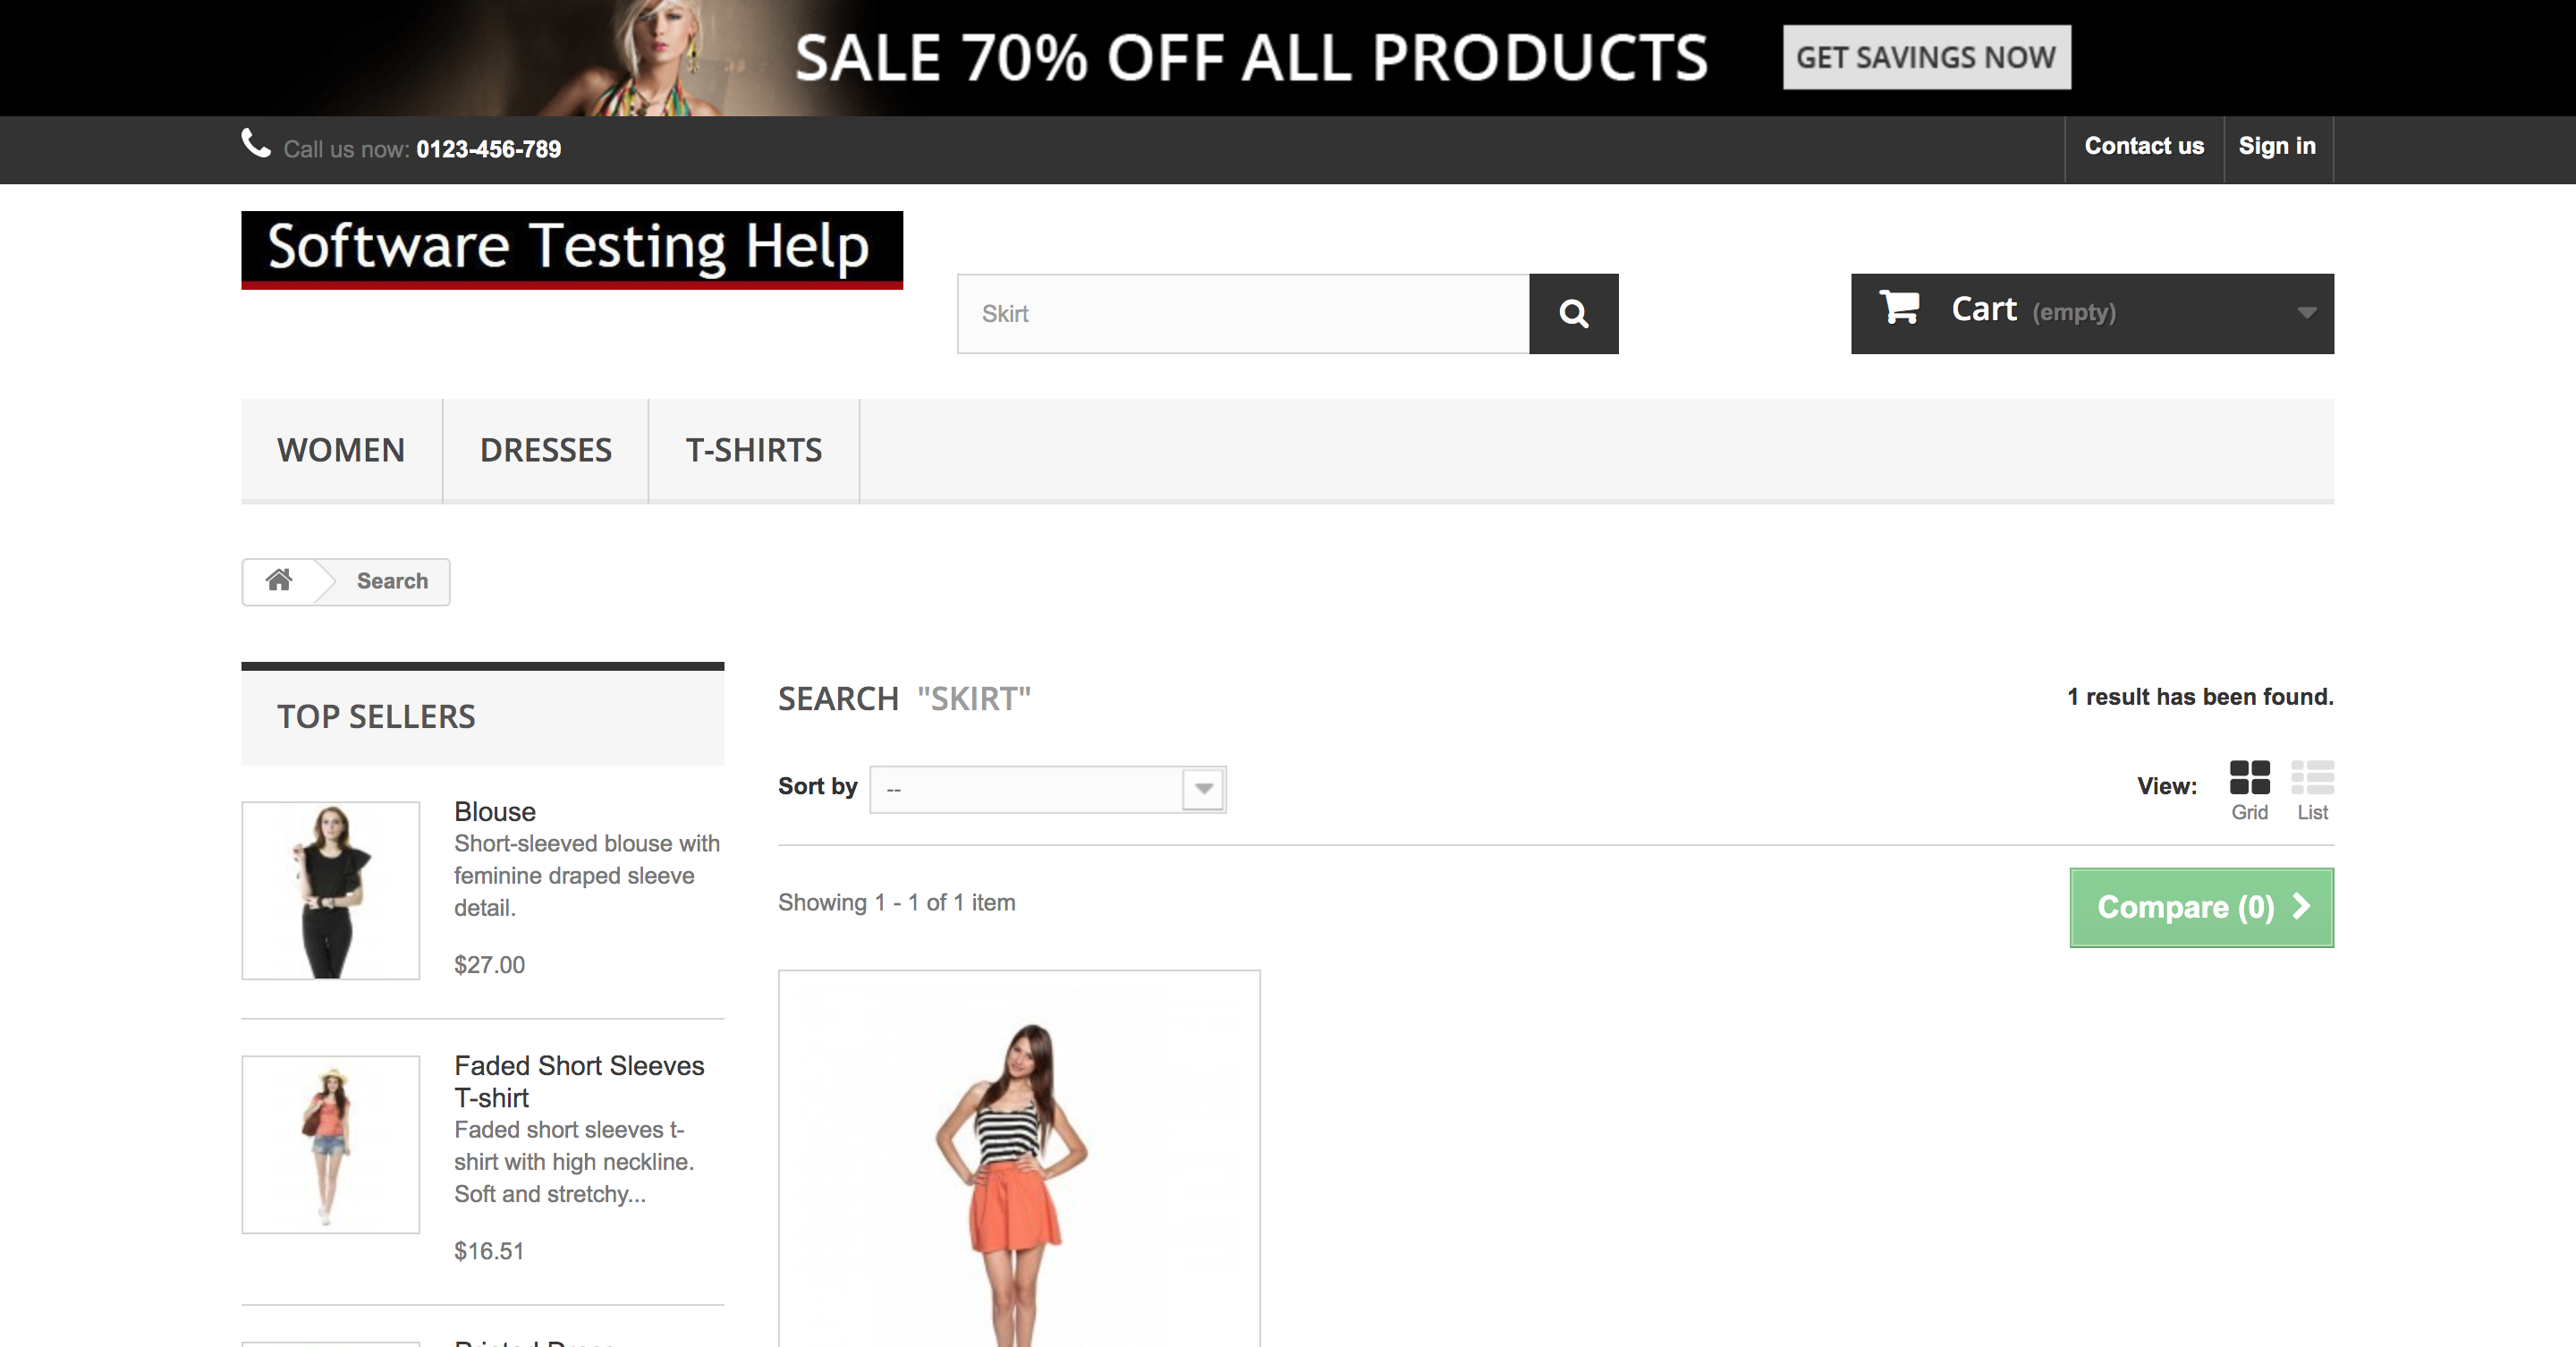 SALE 70% OFF ALL PRODUCTS
GET SAVINGS NOW
Call us now: 0123-456-789
Contact us
Sign in
Software Testing Help
Skirt
Cart (empty)
WOMEN
DRESSES
T-SHIRTS
Search
TOP SELLERS
Blouse
Short-sleeved blouse with
feminine draped sleeve
detail.
$27.00
Faded Short Sleeves
T-shirt
Faded short sleeves t-
shirt with high neckline.
Soft and stretchy...
$16.51
SEARCH "SKIRT"
1 result has been found.
Sort by
--
View:
Grid
List
Showing 1 - 1 of 1 item
Compare (0)